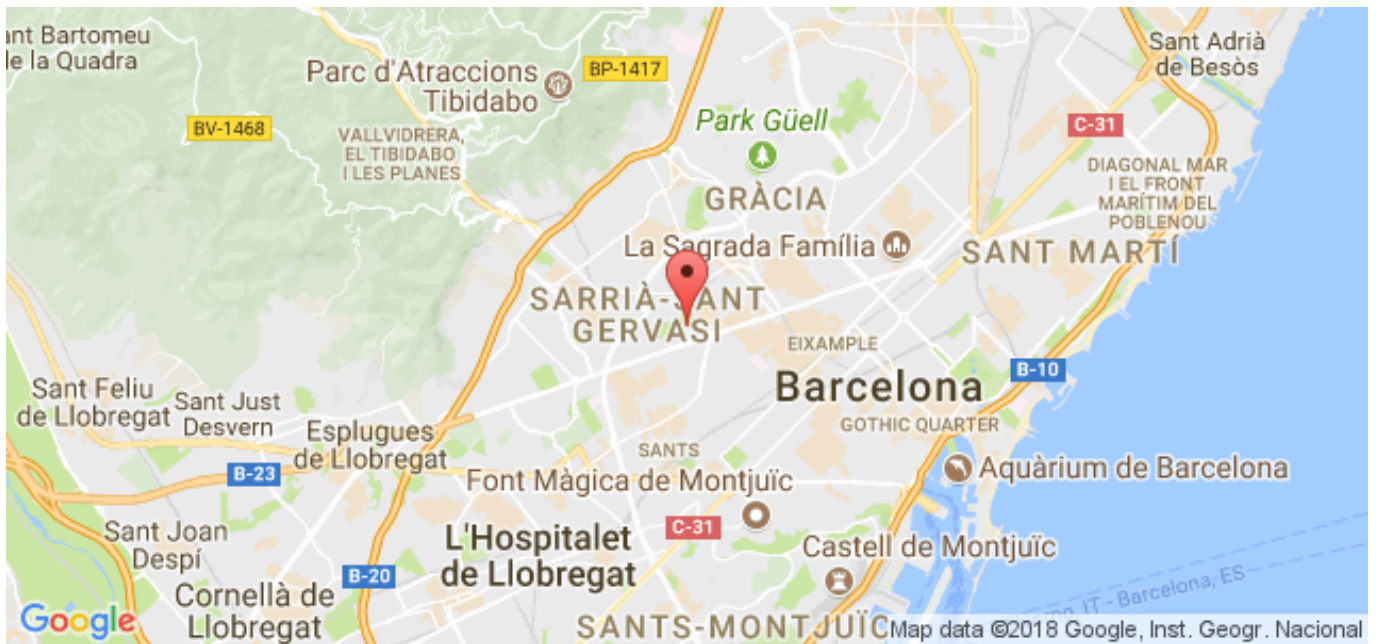 ant Bartomeu
de la Quadra
Sant Adrià
de Besòs
Parc d'Atraccions
Tibidabo
BP-1417
BV-1468
VALLVIDRERA,
EL TIBIDABO
I LES PLANES
Park Güell
C-31
DIAGONAL MAR
I EL FRONT
MARÍTIM DEL
POBLENOU
GRÀCIA
La Sagrada Família
SANT MARTÍ
SARRIÀ-SANT
GERVASI
EIXAMPLE
Barcelona
B-10
GOTHIC QUARTER
Sant Feliu
de Llobregat
Sant Just
Desvern
Esplugues
de Llobregat
B-23
SANTS
Font Màgica de Montjuïc
Aquàrium de Barcelona
C-31
L'Hospitalet
de Llobregat
Castell de Montjuïc
Sant Joan
Despí
B-20
Cornellà de
Llobregat
SANTS-MONTJUÏC
IT - Barcelona, ES
Google
Map data ©2018 Google, Inst. Geogr. Nacional